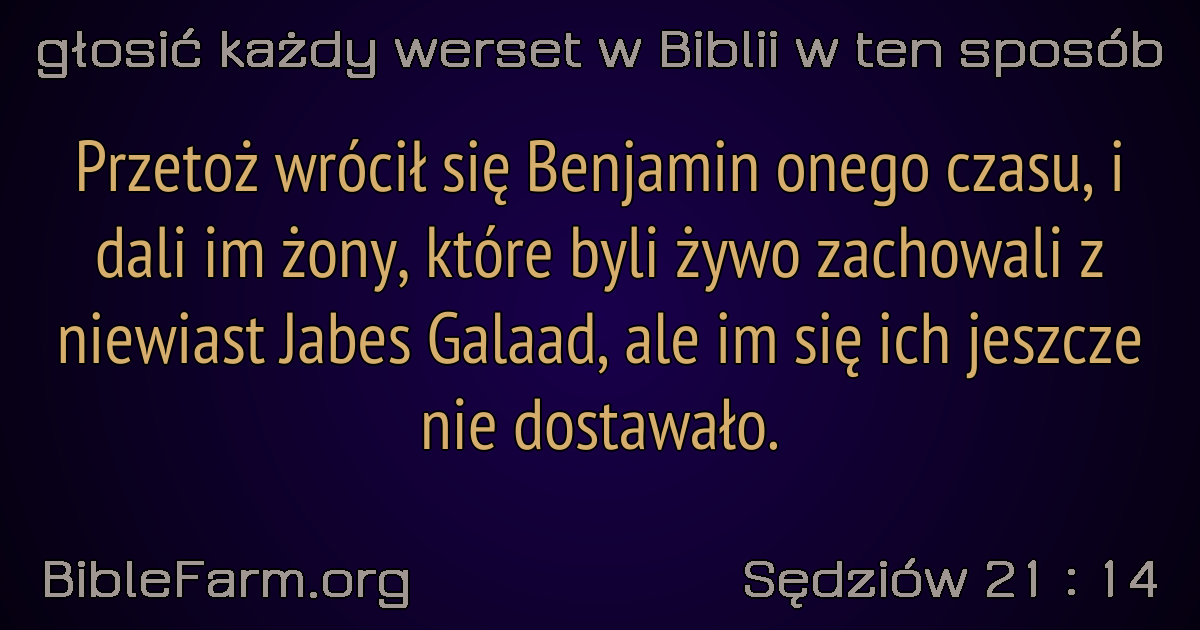 głosić każdy werset w Biblii w ten sposób
Przetoż wrócił się Benjamin onego czasu, i
dali im żony, które byli żywo zachowali z
niewiast Jabes Galaad, ale im się ich jeszcze
nie dostawało.
BibleFarm.org
Sędziów 21 : 14